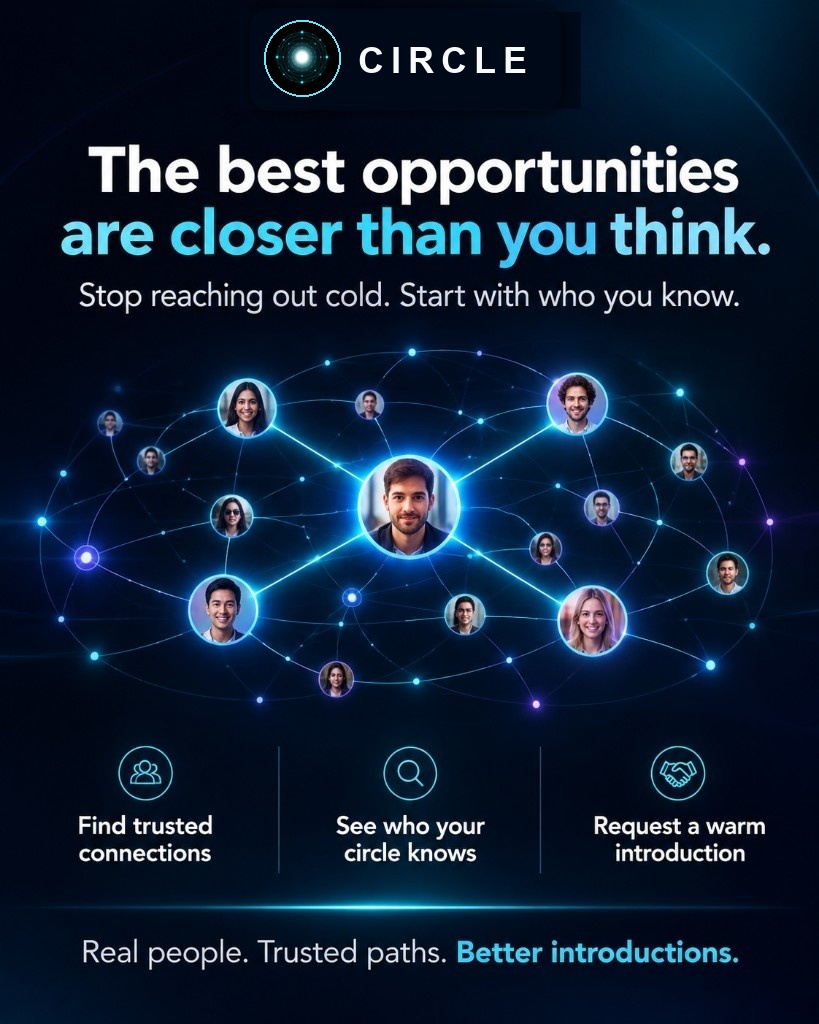 CIRCLE
The best opportunities
are closer than you think.
Stop reaching out cold. Start with who you know.
Find trusted
connections
See who your
circle knows
Request a warm
introduction
Real people. Trusted paths. Better introductions.